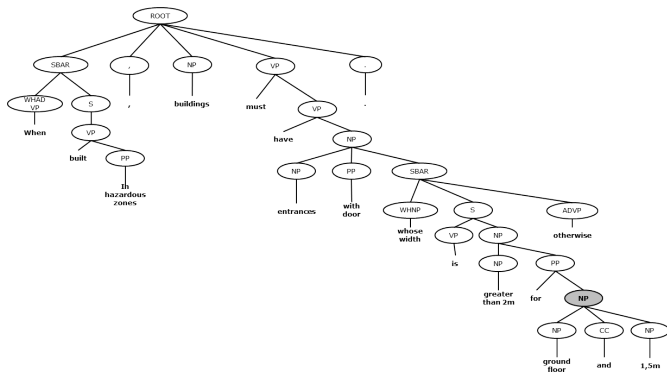 ROOT
SBAR , NP VP .
WHAD
VP
S , buildings must VP .
When VP have NP
built PP NP PP SBAR
In
hazardous
zones
entrances with
door
WHNP S ADVP
whose
width
VP NP otherwise
is NP PP
greater
than 2m
for NP
NP CC NP
ground
floor
and 1,5m